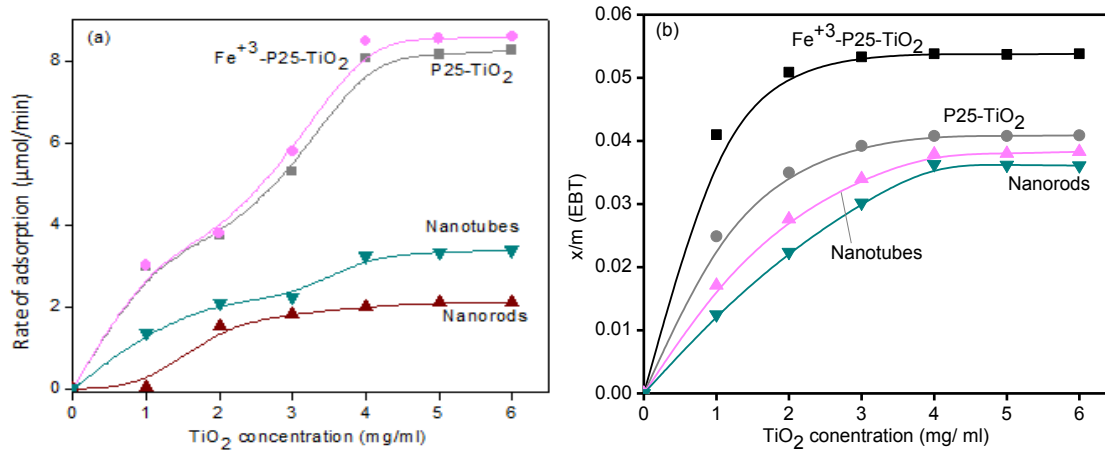 (a)
Fe+3-P25-TiO2
P25-TiO2
Nanotubes
Nanorods
Rate of adsorption (μmol/min)
8
6
4
2
0
0 1 2 3 4 5 6
TiO2 concentration (mg/ml)
(b)
Fe+3-P25-TiO2
P25-TiO2
Nanorods
Nanotubes
x/m (EBT)
0.06
0.05
0.04
0.03
0.02
0.01
0.00
0 1 2 3 4 5 6
TiO2 conentration (mg/ ml)